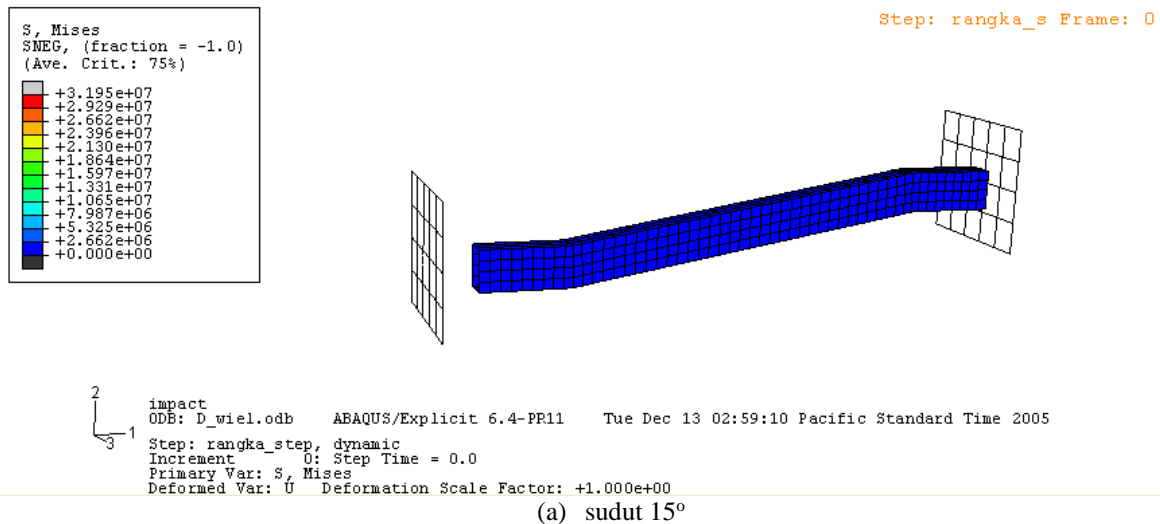 S, Mises
SNEG, (fraction = -1.0)
(Ave. Crit.: 75%)
+3.195e+07
+2.929e+07
+2.662e+07
+2.396e+07
+2.130e+07
+1.864e+07
+1.597e+07
+1.331e+07
+1.065e+07
+7.987e+06
+5.325e+06
+2.662e+06
+0.000e+00
Step: rangka_s Frame: 0
2
1
3
impact
ODB: D_wiel.odb    ABAQUS/Explicit 6.4-PR11    Tue Dec 13 02:59:10 Pacific Standard Time 2005
Step: rangka_step, dynamic
Increment      0: Step Time = 0.0
Primary Var: S, Mises
Deformed Var: U   Deformation Scale Factor: +1.000e+00
(a) sudut 15°